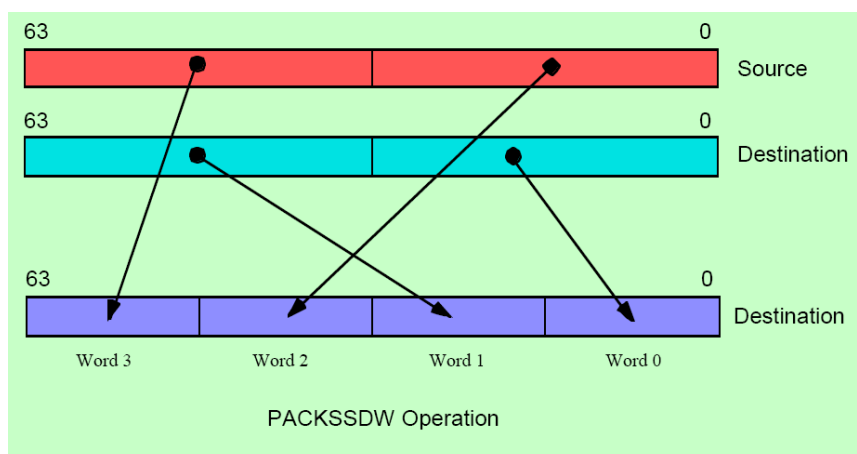 63 0
Source
63 0
Destination
63 0
Destination
Word 3 Word 2 Word 1 Word 0
PACKSSDW Operation